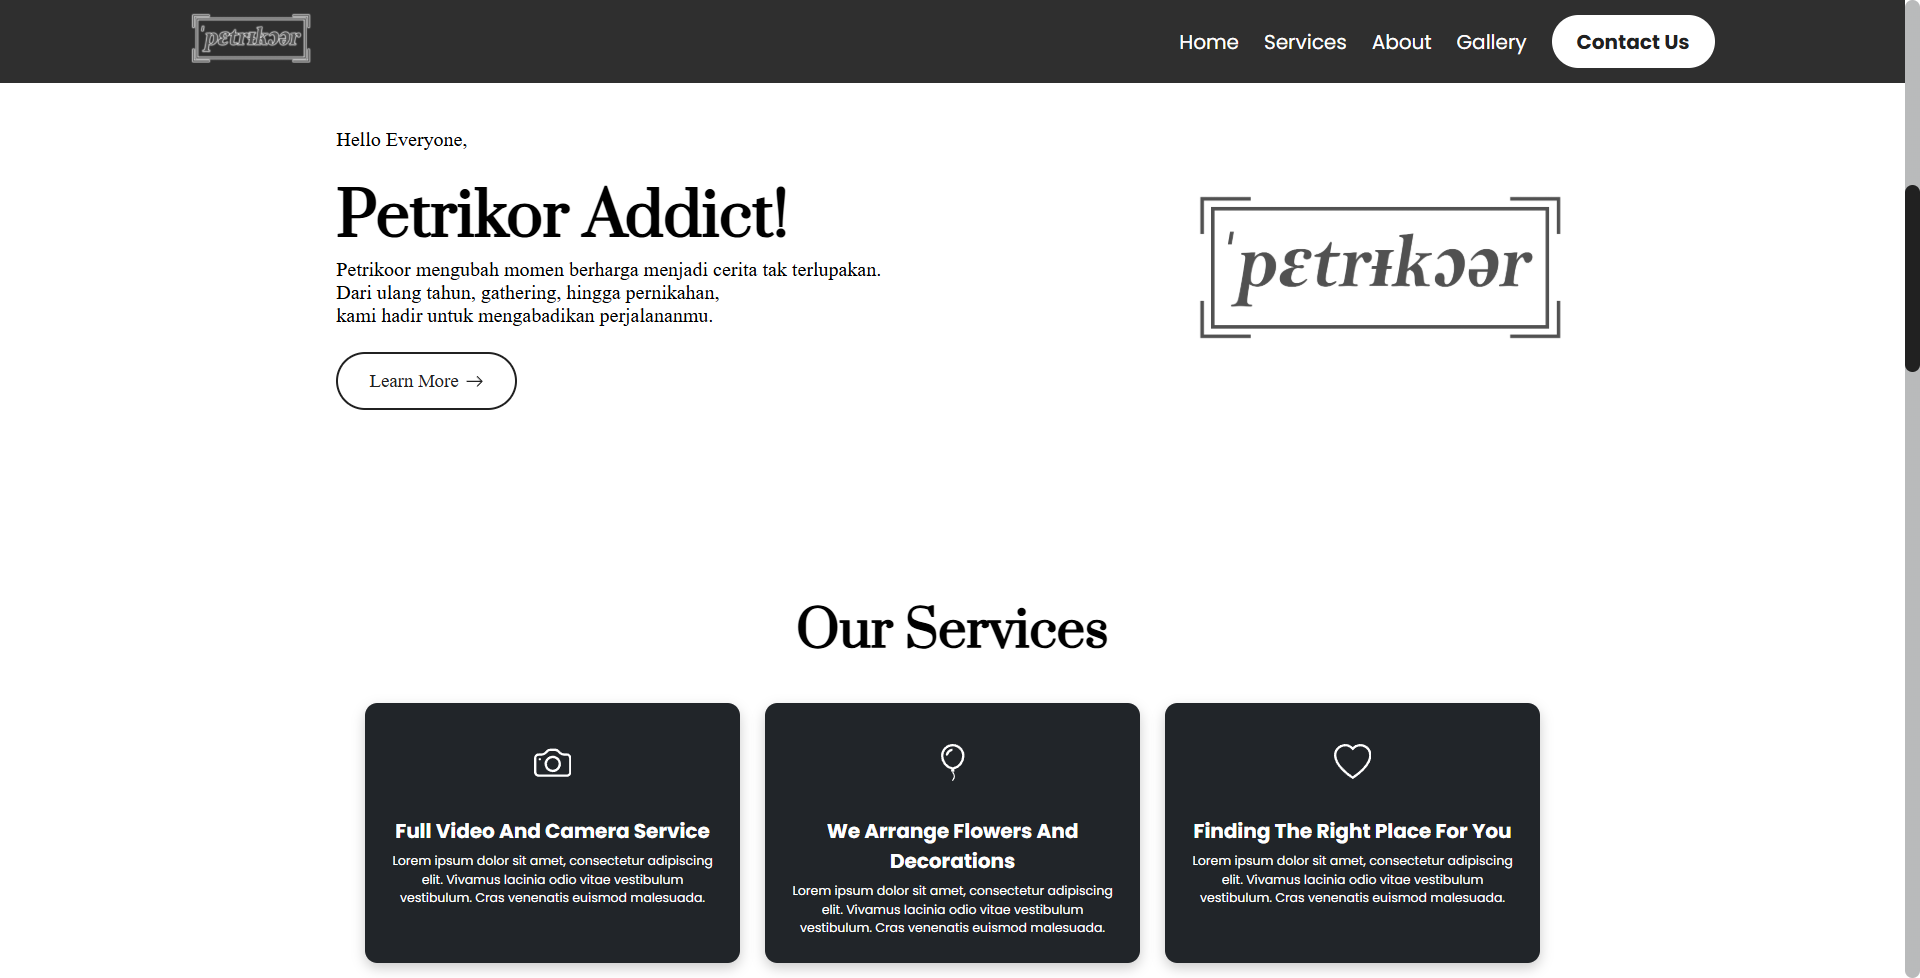 ˈpɛtrɪkɔər
Home Services About Gallery Contact Us
Hello Everyone,
Petrikor Addict!
Petrikoor mengubah momen berharga menjadi cerita tak terlupakan.
Dari ulang tahun, gathering, hingga pernikahan,
kami hadir untuk mengabadikan perjalananmu.
Learn More →
ˈpɛtrɪkɔər
Our Services
Full Video And Camera Service
Lorem ipsum dolor sit amet, consectetur adipiscing
elit. Vivamus lacinia odio vitae vestibulum
vestibulum. Cras venenatis euismod malesuada.
We Arrange Flowers And
Decorations
Lorem ipsum dolor sit amet, consectetur adipiscing
elit. Vivamus lacinia odio vitae vestibulum
vestibulum. Cras venenatis euismod malesuada.
Finding The Right Place For You
Lorem ipsum dolor sit amet, consectetur adipiscing
elit. Vivamus lacinia odio vitae vestibulum
vestibulum. Cras venenatis euismod malesuada.